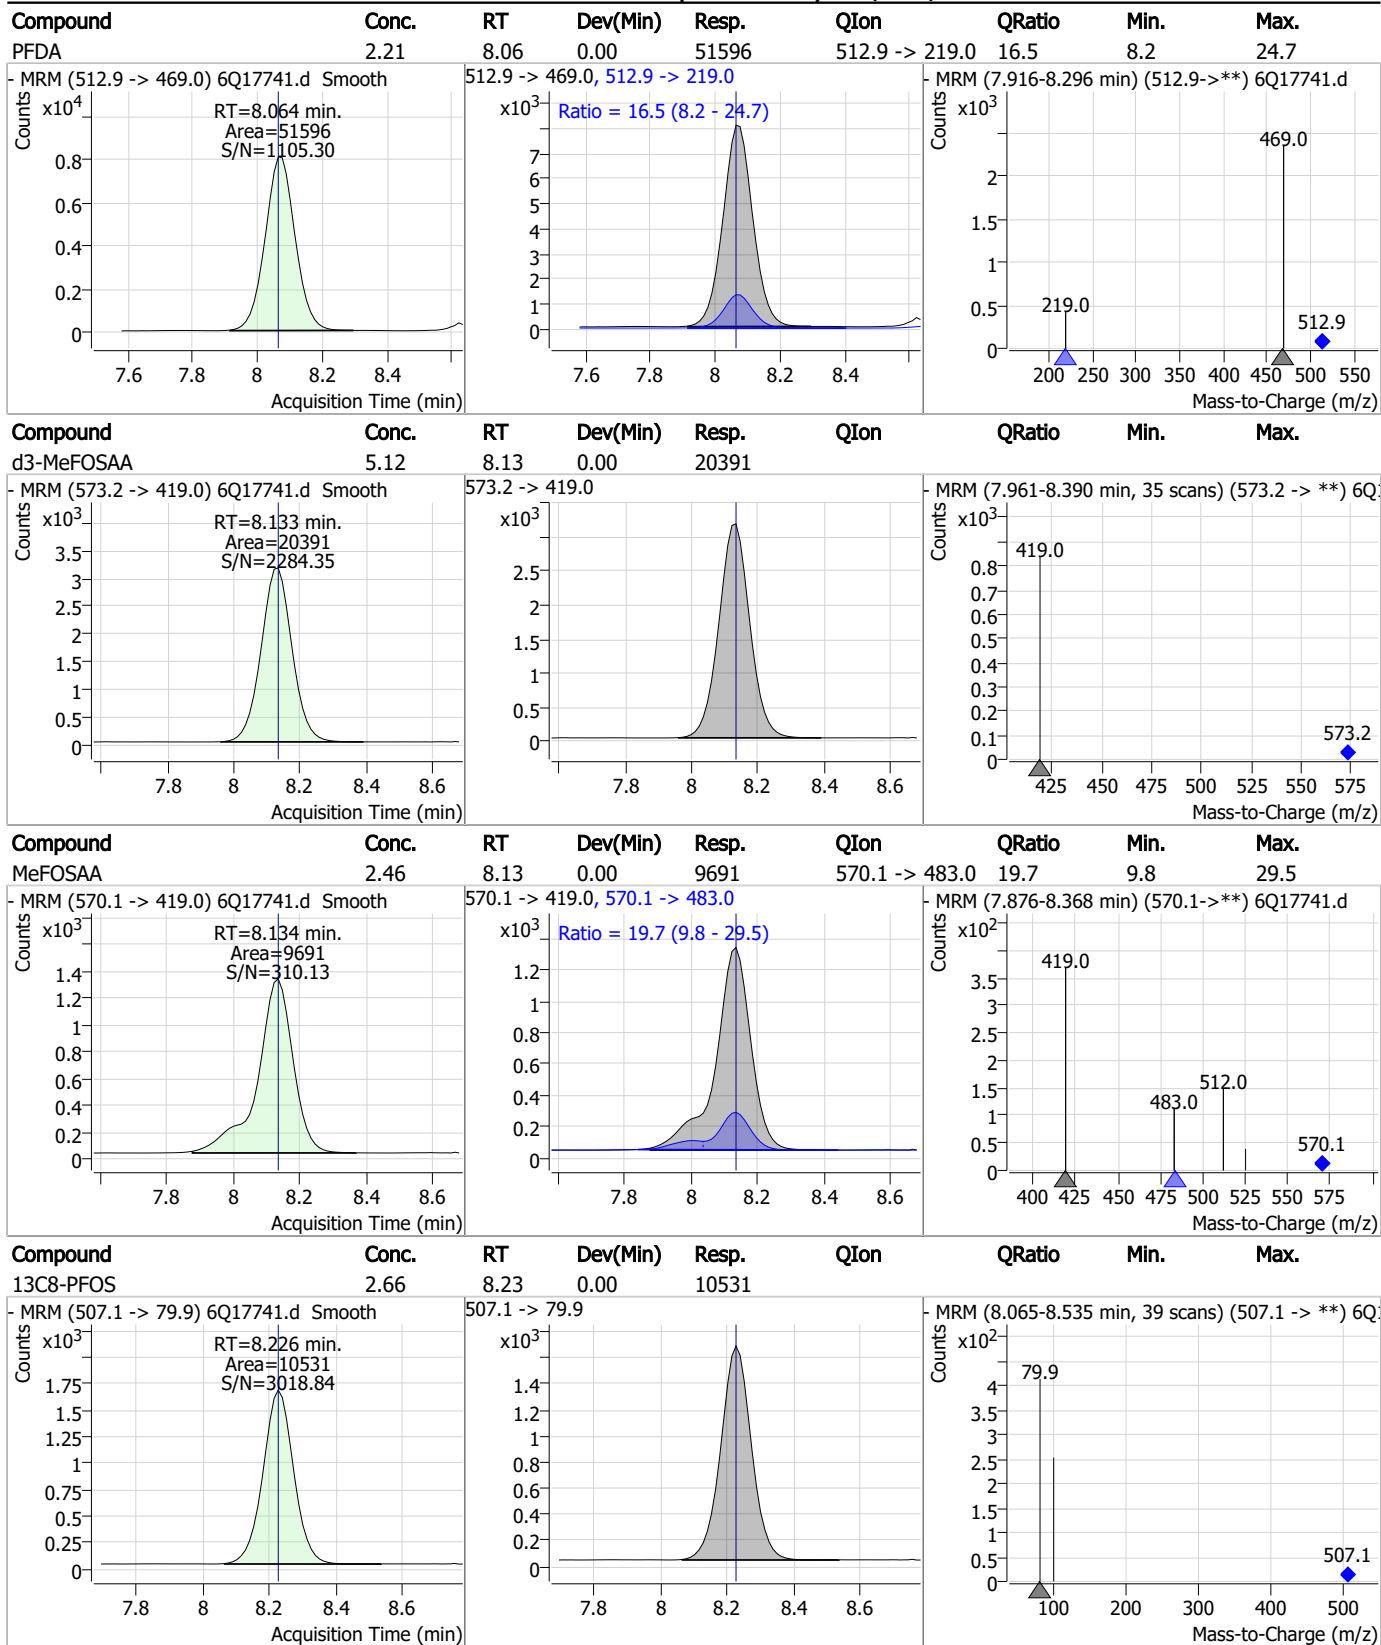 Compound Conc. RT Dev(Min) Resp. QIon QRatio Min. Max.
PFDA 2.21 8.06 0.00 51596 512.9 -> 219.0 16.5 8.2 24.7
- MRM (512.9 -> 469.0) 6Q17741.d Smooth
Counts
x10^4
RT=8.064 min.
Area=51596
S/N=1105.30
0.8
0.6
0.4
0.2
0
7.6 7.8 8 8.2 8.4
Acquisition Time (min)
512.9 -> 469.0, 512.9 -> 219.0
x10^3
Ratio = 16.5 (8.2 - 24.7)
7
6
5
4
3
2
1
0
7.6 7.8 8 8.2 8.4
- MRM (7.916-8.296 min) (512.9->**) 6Q17741.d
Counts
x10^3
469.0
2
1.5
1
0.5
0
219.0
512.9
200 250 300 350 400 450 500 550
Mass-to-Charge (m/z)
Compound Conc. RT Dev(Min) Resp. QIon QRatio Min. Max.
d3-MeFOSAA 5.12 8.13 0.00 20391
- MRM (573.2 -> 419.0) 6Q17741.d Smooth
Counts
x10^3
RT=8.133 min.
Area=20391
S/N=2284.35
3.5
3
2.5
2
1.5
1
0.5
0
7.8 8 8.2 8.4 8.6
Acquisition Time (min)
573.2 -> 419.0
x10^3
2.5
2
1.5
1
0.5
0
7.8 8 8.2 8.4 8.6
- MRM (7.961-8.390 min, 35 scans) (573.2 -> **) 6Q
Counts
x10^3
419.0
0.8
0.7
0.6
0.5
0.4
0.3
0.2
0.1
0
573.2
425 450 475 500 525 550 575
Mass-to-Charge (m/z)
Compound Conc. RT Dev(Min) Resp. QIon QRatio Min. Max.
MeFOSAA 2.46 8.13 0.00 9691 570.1 -> 483.0 19.7 9.8 29.5
- MRM (570.1 -> 419.0) 6Q17741.d Smooth
Counts
x10^3
RT=8.134 min.
Area=9691
S/N=310.13
1.4
1.2
1
0.8
0.6
0.4
0.2
0
7.8 8 8.2 8.4 8.6
Acquisition Time (min)
570.1 -> 419.0, 570.1 -> 483.0
x10^3
Ratio = 19.7 (9.8 - 29.5)
1.2
1
0.8
0.6
0.4
0.2
0
7.8 8 8.2 8.4 8.6
- MRM (7.876-8.368 min) (570.1->**) 6Q17741.d
Counts
x10^2
419.0
3.5
3
2.5
2
1.5
1
0.5
0
483.0
512.0
570.1
400 425 450 475 500 525 550 575
Mass-to-Charge (m/z)
Compound Conc. RT Dev(Min) Resp. QIon QRatio Min. Max.
13C8-PFOS 2.66 8.23 0.00 10531
- MRM (507.1 -> 79.9) 6Q17741.d Smooth
Counts
x10^3
RT=8.226 min.
Area=10531
S/N=3018.84
1.75
1.5
1.25
1
0.75
0.5
0.25
0
7.8 8 8.2 8.4 8.6
Acquisition Time (min)
507.1 -> 79.9
x10^3
1.4
1.2
1
0.8
0.6
0.4
0.2
0
7.8 8 8.2 8.4 8.6
- MRM (8.065-8.535 min, 39 scans) (507.1 -> **) 6Q
Counts
x10^2
79.9
4
3.5
3
2.5
2
1.5
1
0.5
0
507.1
100 200 300 400 500
Mass-to-Charge (m/z)